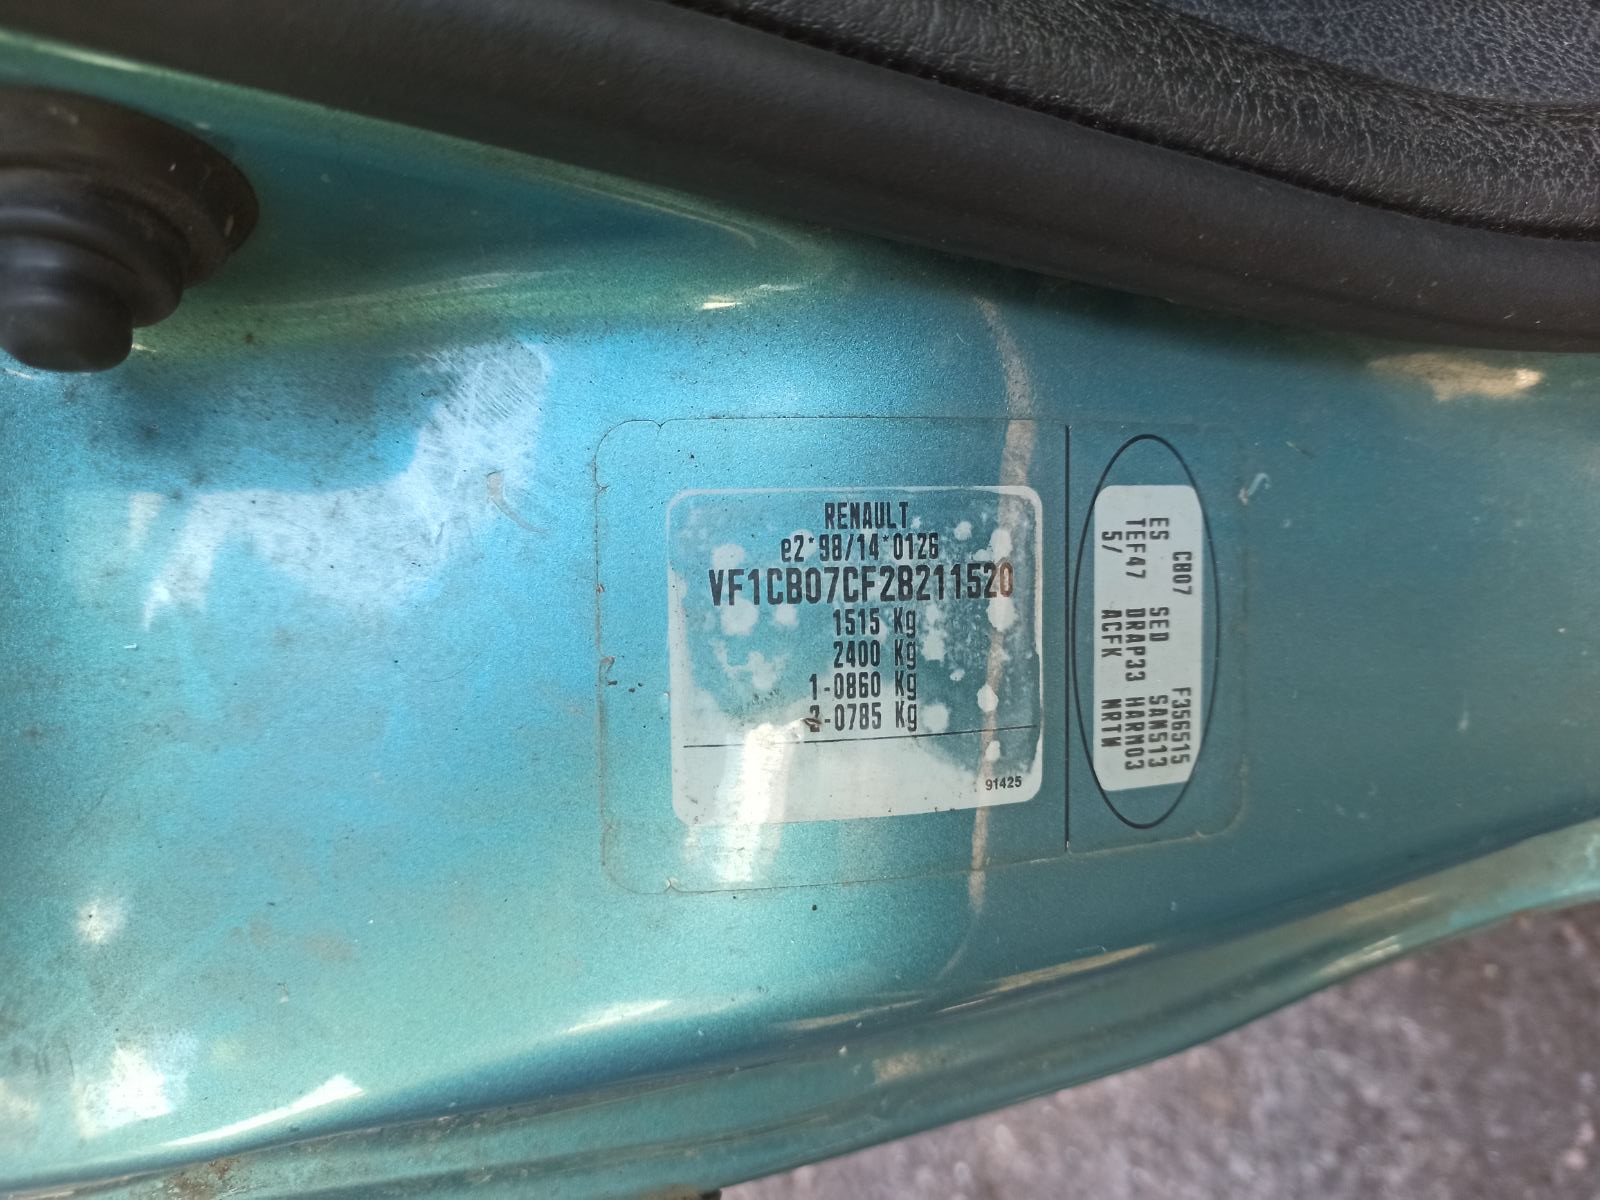 RENAULT
e2*98/14*0126
VF1CB07CF28211520
1515 Kg
2400 Kg
1-0860 Kg
2-0785 Kg
91425
CB07 F356515
ES SED SAM513
TEF47 DRAP33 HARM03
5/ ACFK NRTM